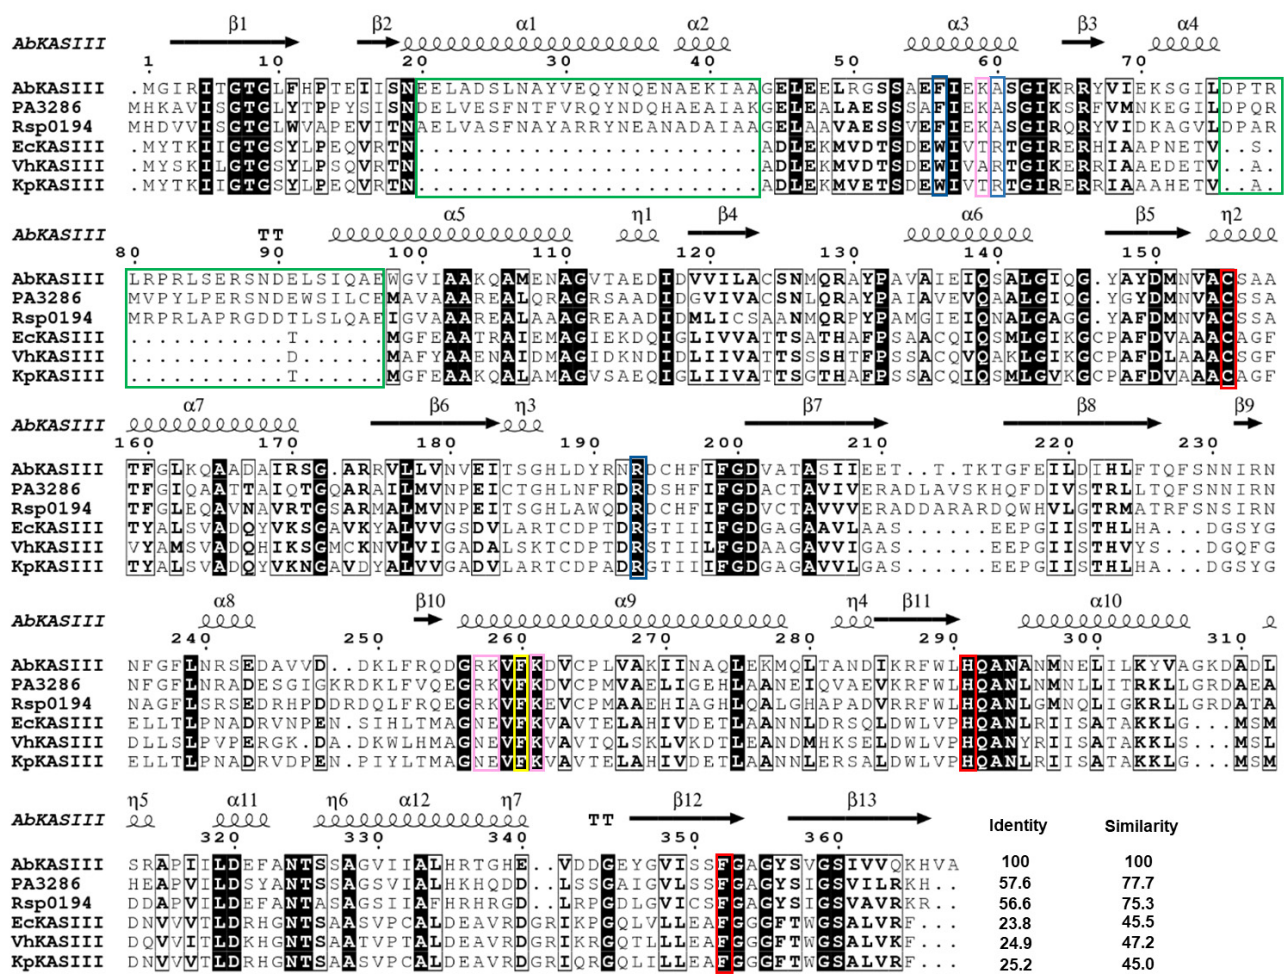 β1 β2 α1 α2 α3 β3 α4
AbKASIII
1 10 20 30 40 50 60 70
AbKASIII .MGIRITGTGLFHPTEIISNEELADSLNAYVEQYNQENAEKIAAGELEELRGSSAEFIEKASGIKRRYVIEKSGILDPTR
PA3286 MHKAVISGTGLYTPPYSISNDELVESFNTFVRQYNDQHAEAIAKGELEALAESSAAFIEKASGIKSRFVMNKEGILDPQR
Rsp0194 MHDVVISGTGLWVAPEVITNAELVASFNAYARRYNEANADAIAAGELAAVAESSVEFIEKASGIRQRYVIDKAGVLDPAR
EcKASIII .MYTKIIGTGSYLPEQVRTN........................ADLEKMVDTSDEWIVTRTGIRERHIAAPNETV..S.
VhKASIII .MYSKILGTGSYLPSQVRTN........................ADLEKMVETSDEWIVARTGIRERRIAAEDETV..A.
KpKASIII .MYTKIIGTGSYLPEQVRTN........................ADLEKMVETSDEWIVTRTGIRERRIAAAHETV..A.
α5 η1 β4 α6 β5 η2
AbKASIII TT
80 90 100 110 120 130 140 150
AbKASIII LRPRLSERSNDELSIQAEWGVIAAKQAMENAGVTAEDIDVVILACSNMQRAYPAVAIEIQSALGIQG.YAYDMNVACSAA
PA3286 MVPYLPERSNDEWSILCEMAVAAAREALQRAGRSAADIDGVIVACSNLQRAYPAIAVEVQAALGIQG.YGYDMNVACSSA
Rsp0194 MRPRLAPRGDDTLSLQAEIGVAAAREALAAAGREAADIDMLICSAANMQRPYPAMGIEIQNALGAGG.YAFDMNVACSSA
EcKASIII .............T......MGFEAATRAIEMAGIEKDQIGLIVVATTSATHAFPSAACQIQSMLGIKGCPAFDVAAACAGF
VhKASIII .............D......MAFYAAENAIDMAGIDKNDIDLIIVATTSSSHTFPSSACQVQAKLGIKGCPAFDLAAACSGF
KpKASIII .............T......MGFEAAKQALAMAGVSAEQLGLIIVATTSGTHAFPSSACQIQSMLGVKGCPAFDVAAACAGF
α7 β6 η3 β7 β8 β9
AbKASIII
160 170 180 190 200 210 220 230
AbKASIII TFGLKQAADAIRSG.ARRVLLVNVEITSGHLDYRNRDCHFIFGDVATASIIEET..T.TKTGFEILDIHLFTQFSNNIRN
PA3286 TFGIQAATTAIQTGQARAILMVNPEICTGHLNFRDRDSHFIFGDACTAVIVERADLAVSKHQFDIVSTRLLTQFSNNIRN
Rsp0194 TFGLEQAVNAVRTGSARMALMVNPEITSGHLAWQDRDCHFIFGDVCTAVVVERADDARARDQWHVLGTRMATRFSNSIRN
EcKASIII TYALSVADQYVKSGAVKYALVVGSDVLARTCDPTDRGTIIIFGDGAGAAVLAAS......EEPGIISTHLHA..DGSYG
VhKASIII VYAMSVADQHIKSGMCKNVLVIGADALSKTCDPTDRSTIILFGDAAGAVVIGAS......EEPGIISTHVYS..DGQFG
KpKASIII TYALSVADQYVKNGAVDYALVVGADVLARTCDPADRGTIIIFGDGAGAVVLGAS......EEPGIISTHLHA..DGSYG
α8 β10 α9 η4 β11 α10
AbKASIII
240 250 260 270 280 290 300 310
AbKASIII NFGFLNRSEDAVVD..DKLFRQDGRKVFKDVCPLVAKIINAQLEKMQLTANDIKRFWLHQANANMNELILKYVAGKDADL
PA3286 NFGFLNRADESGIGKRDKLFVQEGRKVFKDVCPMVAELIGEHLAANEIQVAEVKRFWLHQANLNMNLLITRKLLGRDAEA
Rsp0194 NAGFLSRSEDRHPDDRDQLFRQEGRKVFKEVCPMAAEHIAGHLQALGHAPADVRRFWLHQANLGMNQLIGKRLLGRDADP
EcKASIII ELLTLPNADRVNPEN.SIHLTMAGNEVFKVAVTELAHIVDETLAANNLDRSQLDWLVPHQANLRIISATAKKLG...MSM
VhKASIII DLLSLPVPERGK.DA.DKWLHMAGNEVFKVAVTQLSKLVKDTLEANDMHKSELDWLVPHQANYRIISATAKKLS...MSL
KpKASIII ELLTLPNADRVDPEN.PIYLTMAGNEVFKVAVTELAHIVDETLAANNLERSALDWLVPHQANLRIISATAKKLG...MSM
η5 α11 η6 α12 η7 β12 β13
AbKASIII TT
320 330 340 350 360
Identity Similarity
AbKASIII SRAPIILDEFANTSSAGVIIALHRTGHE..VDDGEYGVISSFGAGYSVGSIVVQKHVA 100 100
PA3286 HEAPVILDSYANTSSAGSVIALHKHQDD..LSSGAIGVLSSFGAGYSIGSVILRKH.. 57.6 77.7
Rsp0194 DDAPVILDEFANTASAGSIIAFHRHRGD..LRPGDLGVICSFGAGYSIGSVAVRKR.. 56.6 75.3
EcKASIII DNVVVTLDRHGNTSAASVPCALDEAVRDGRIKPGQLVLLEAFGGGFTWGSALVRF... 23.8 45.5
VhKASIII DQVVITLDKHGNTSAATVPTALDEAVRDGRIKRGQTLLLEAFGGGFTWGSALVKF... 24.9 47.2
KpKASIII DNVVVTLDRHGNTSAASVPCALDEAVRDGRIQRGQLILLEAFGGGFTWGSALVRF... 25.2 45.0